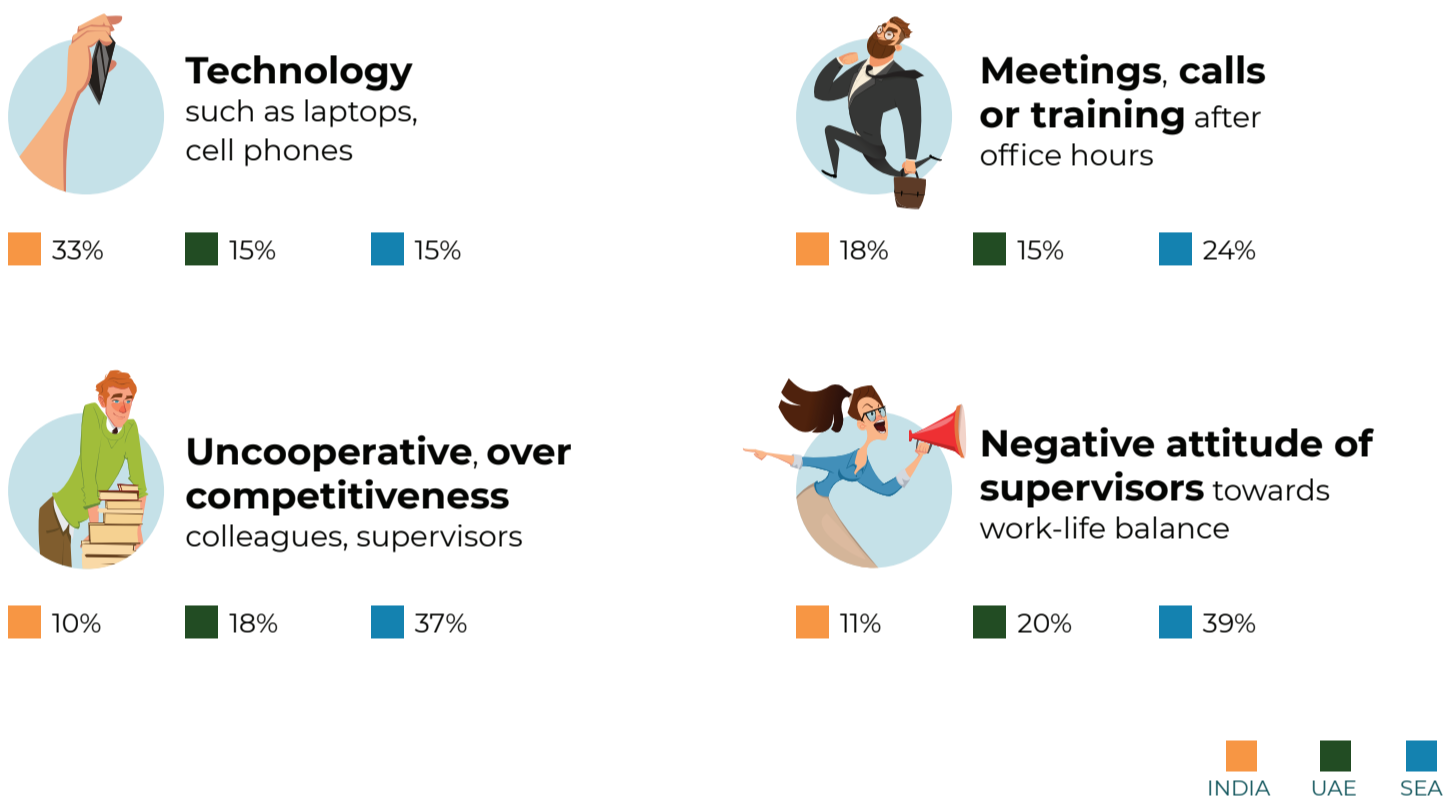 Technology
such as laptops,
cell phones
33%
15%
15%
Meetings, calls
or training after
office hours
18%
15%
24%
Uncooperative, over
competitiveness
colleagues, supervisors
10%
18%
37%
Negative attitude of
supervisors towards
work-life balance
11%
20%
39%
INDIA
UAE
SEA